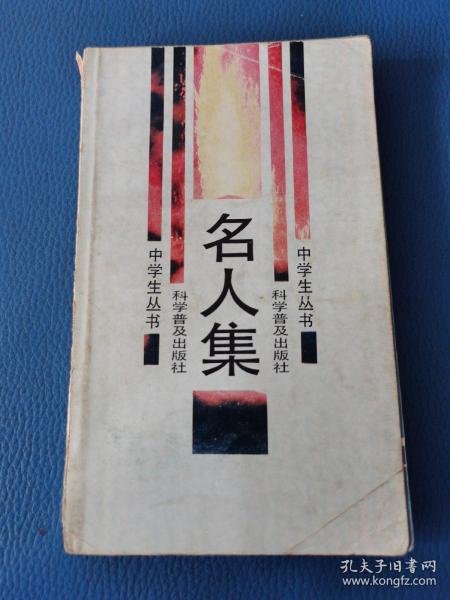 中学生丛书
科学普及出版社
名人集
科学普及出版社
中学生丛书
孔夫子旧书网
www.kongfz.com